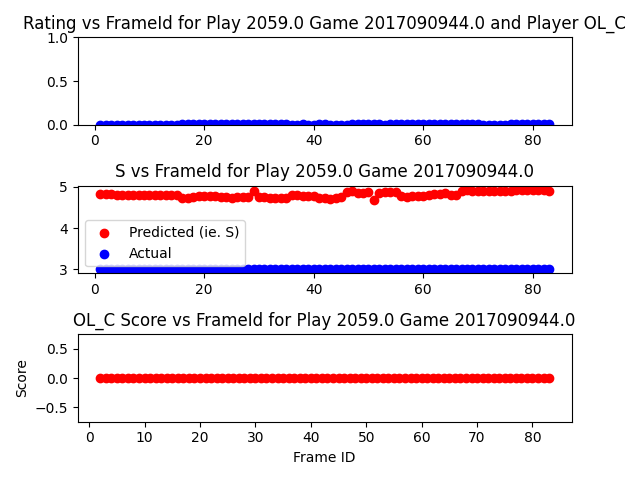 Rating vs FrameId for Play 2059.0 Game 2017090944.0 and Player OL_C
1.0
0.5
0.0
0 20 40 60 80
S vs FrameId for Play 2059.0 Game 2017090944.0
5
4
3
Predicted (ie. S)
Actual
0 20 40 60 80
OL_C Score vs FrameId for Play 2059.0 Game 2017090944.0
Score
0.5
0.0
−0.5
0 10 20 30 40 50 60 70 80
Frame ID